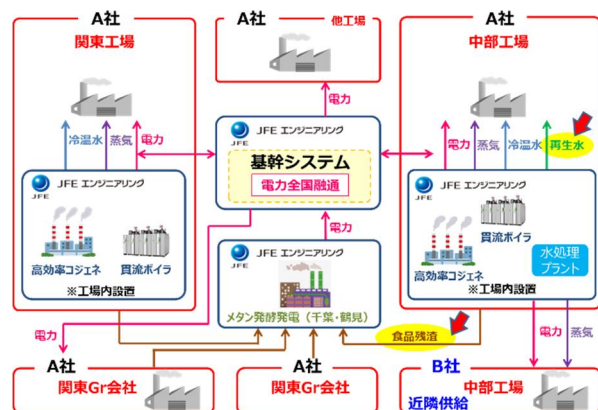 A社
関東工場
冷温水
蒸気
電力
JFE
JFE エンジニアリング
高効率コジェネ
貫流ボイラ
※工場内設置
A社
他工場
電力
JFE
JFE エンジニアリング
基幹システム
電力全国融通
電力
JFE
JFE エンジニアリング
メタン発酵発電(千葉・鶴見)
A社
中部工場
電力
蒸気
冷温水
再生水
JFE
JFE エンジニアリング
高効率コジェネ
貫流ボイラ
水処理
プラント
※工場内設置
食品残渣
電力
電力
蒸気
A社
関東Gr会社
A社
関東Gr会社
B社
中部工場
近隣供給